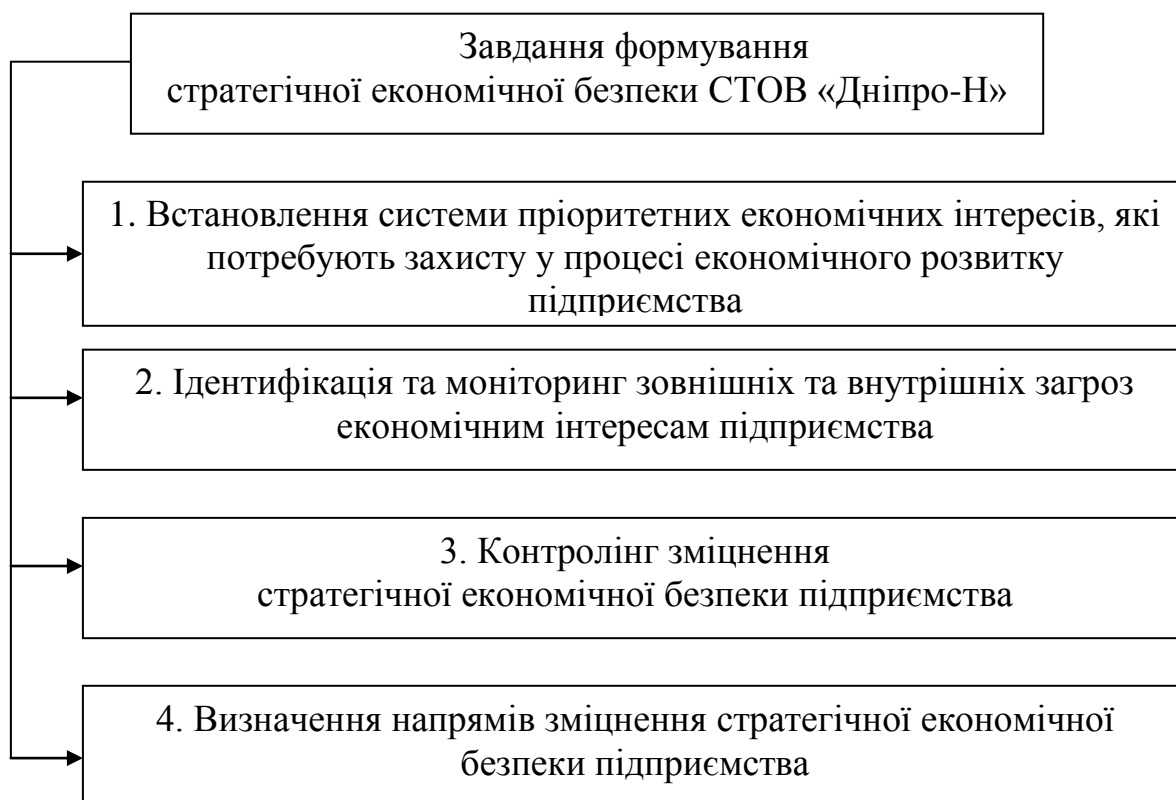 Завдання формування
стратегічної економічної безпеки СТОВ «Дніпро-Н»
1. Встановлення системи пріоритетних економічних інтересів, які
потребують захисту у процесі економічного розвитку
підприємства
2. Ідентифікація та моніторинг зовнішніх та внутрішніх загроз
економічним інтересам підприємства
3. Контролінг зміцнення
стратегічної економічної безпеки підприємства
4. Визначення напрямів зміцнення стратегічної економічної
безпеки підприємства